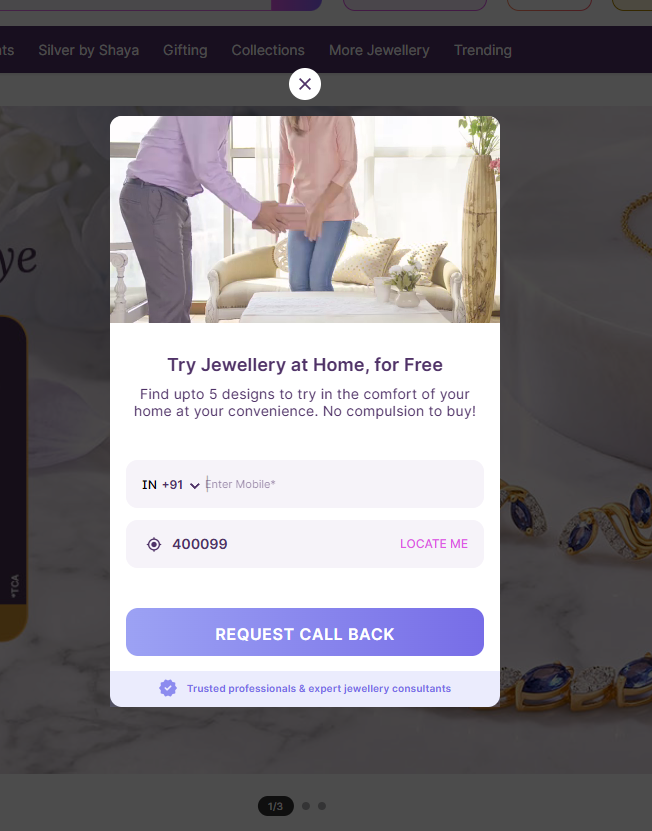 Silver by Shaya
Gifting
Collections
More Jewellery
Trending
Try Jewellery at Home, for Free
Find upto 5 designs to try in the comfort of your
home at your convenience. No compulsion to buy!
IN +91 Enter Mobile*
400099 LOCATE ME
*T&C
REQUEST CALL BACK
Trusted professionals & expert jewellery consultants
1/3